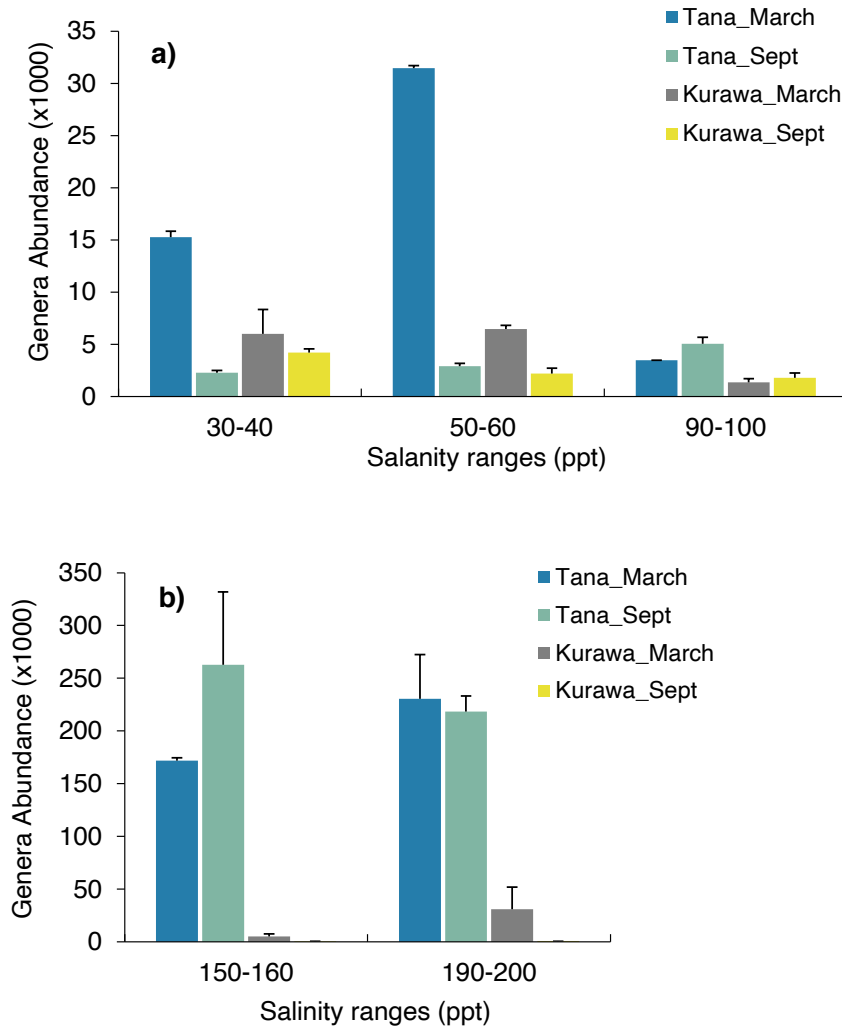 a)
Genera Abundance (x1000)
35
30
25
20
15
10
5
0
30-40
50-60
90-100
Salanity ranges (ppt)
Tana_March
Tana_Sept
Kurawa_March
Kurawa_Sept
b)
Genera Abundance (x1000)
350
300
250
200
150
100
50
0
150-160
190-200
Salinity ranges (ppt)
Tana_March
Tana_Sept
Kurawa_March
Kurawa_Sept